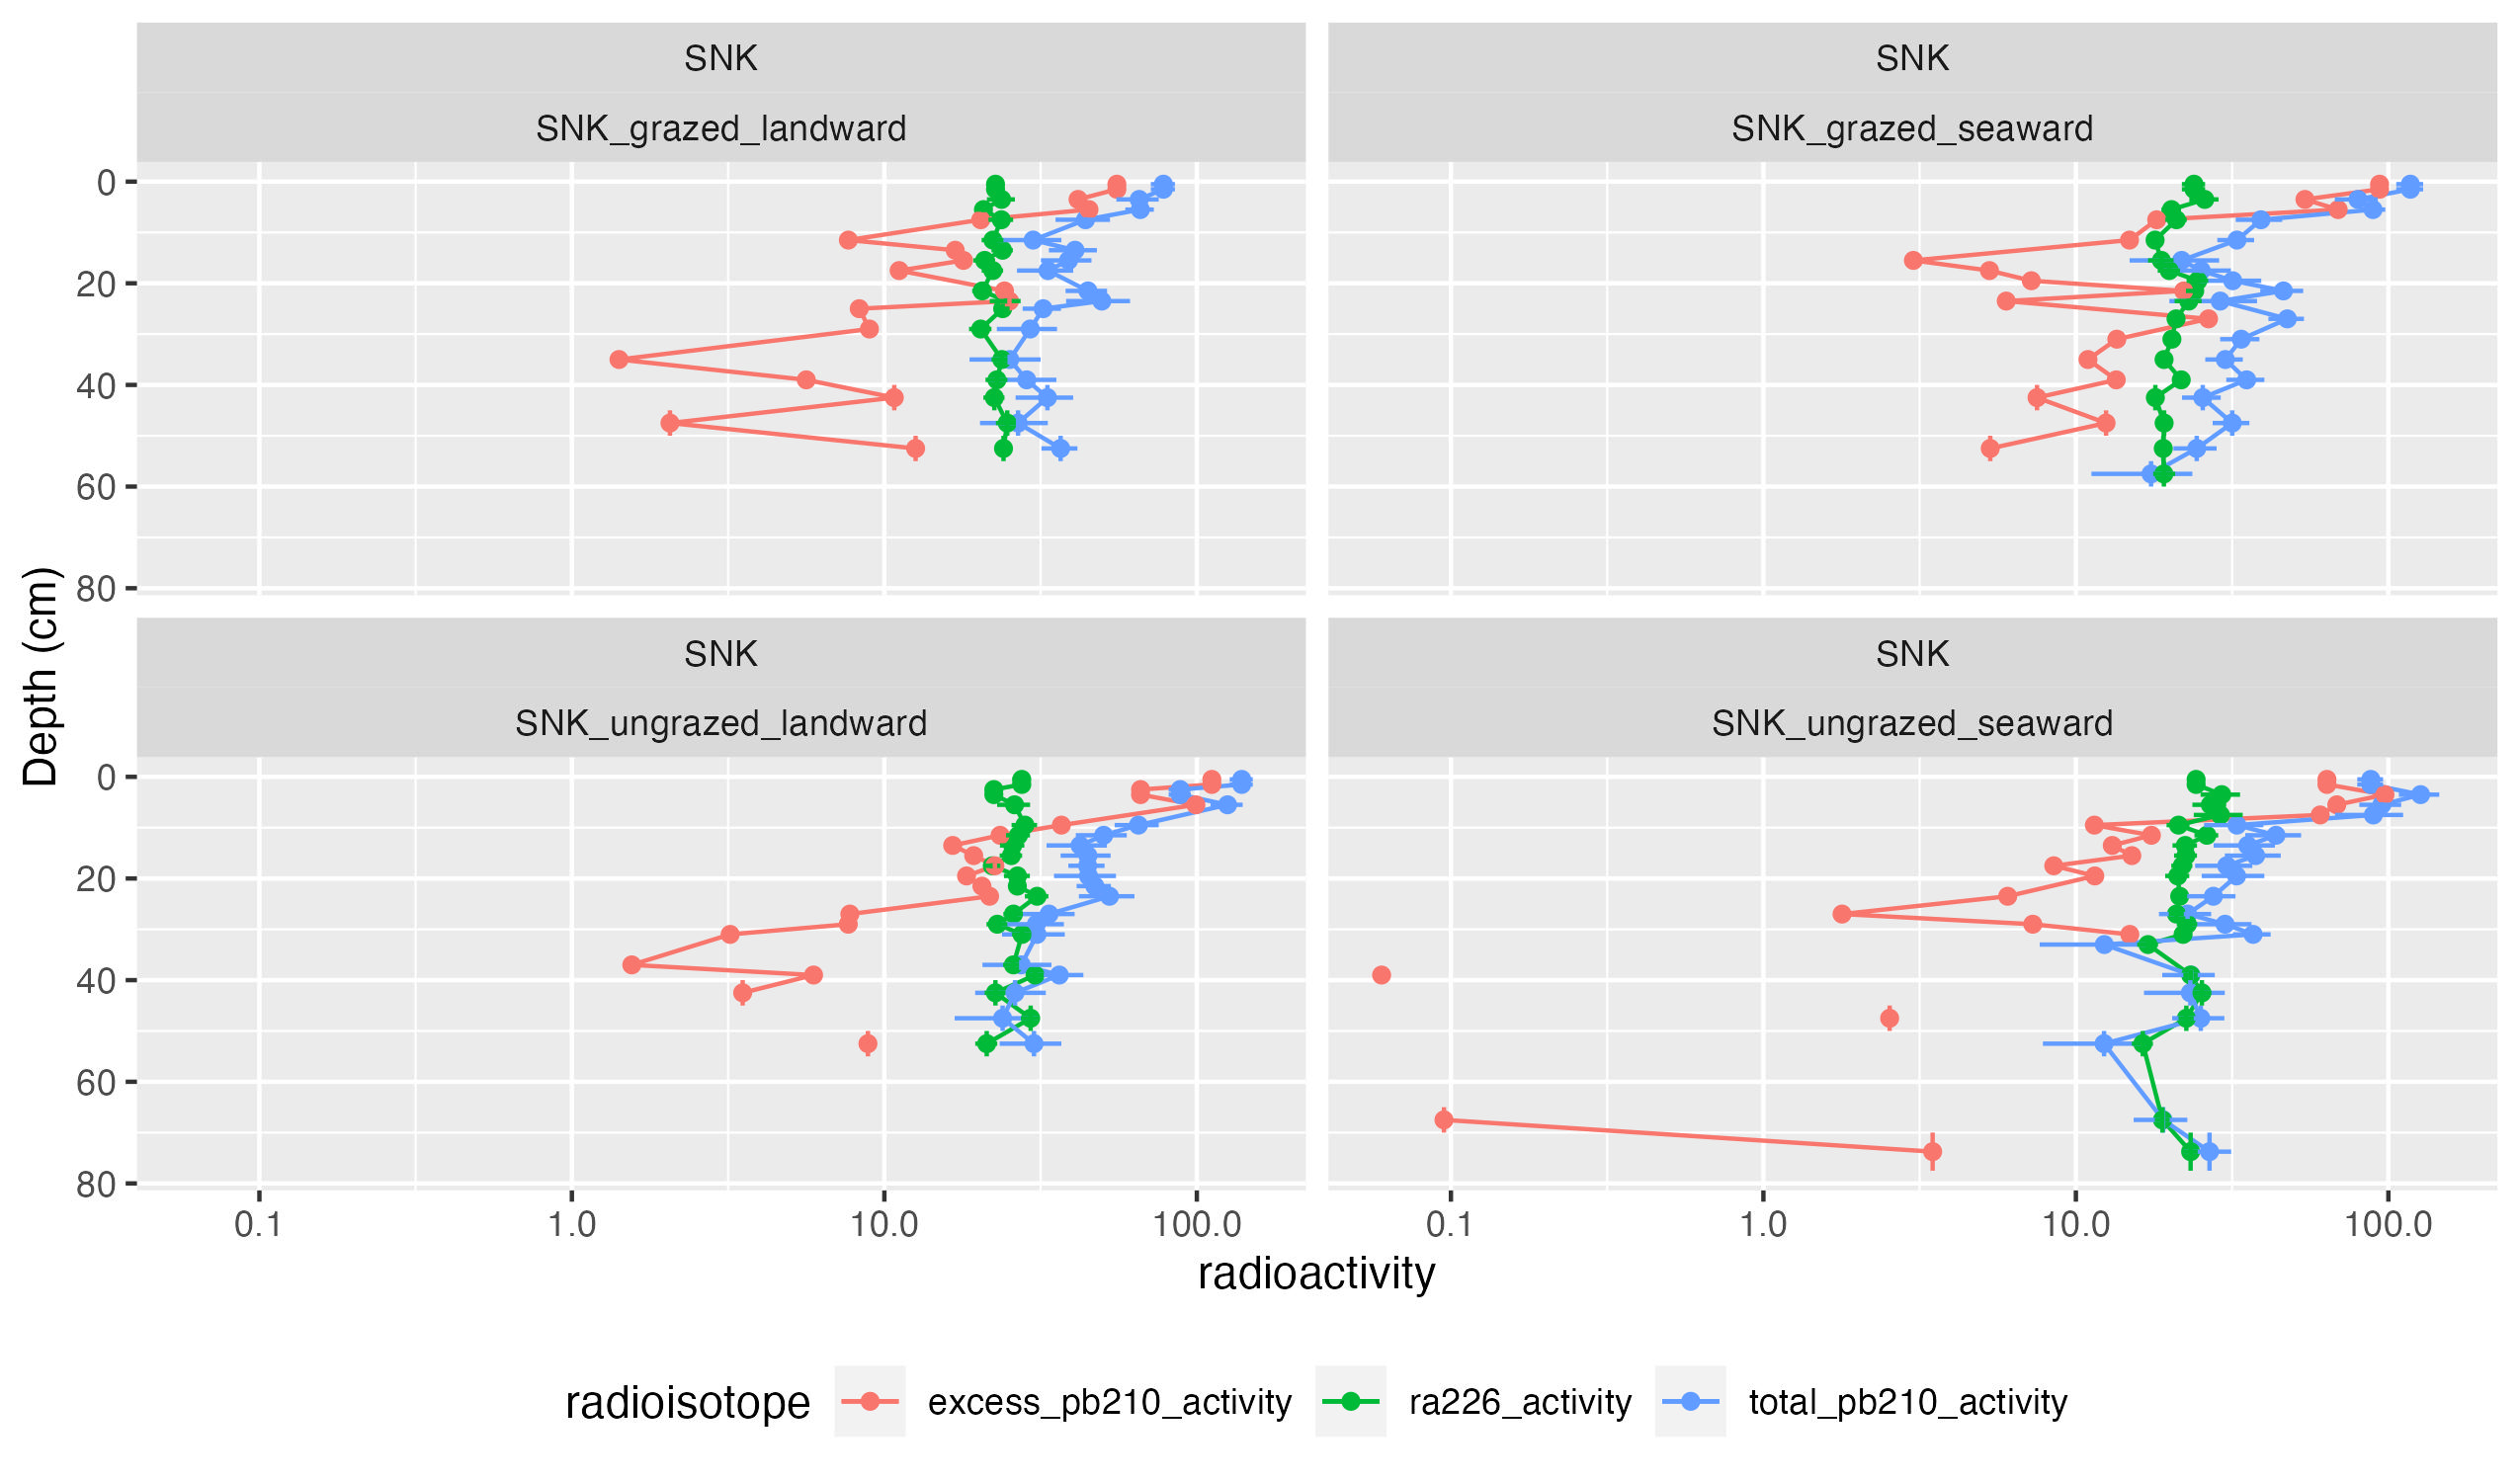 SNK
SNK
SNK_grazed_landward
SNK_grazed_seaward
0
20
40
60
80
SNK
SNK
SNK_ungrazed_landward
SNK_ungrazed_seaward
0
20
40
60
80
Depth (cm)
0.1
1.0
10.0
100.0
0.1
1.0
10.0
100.0
radioactivity
radioisotope
excess_pb210_activity
ra226_activity
total_pb210_activity